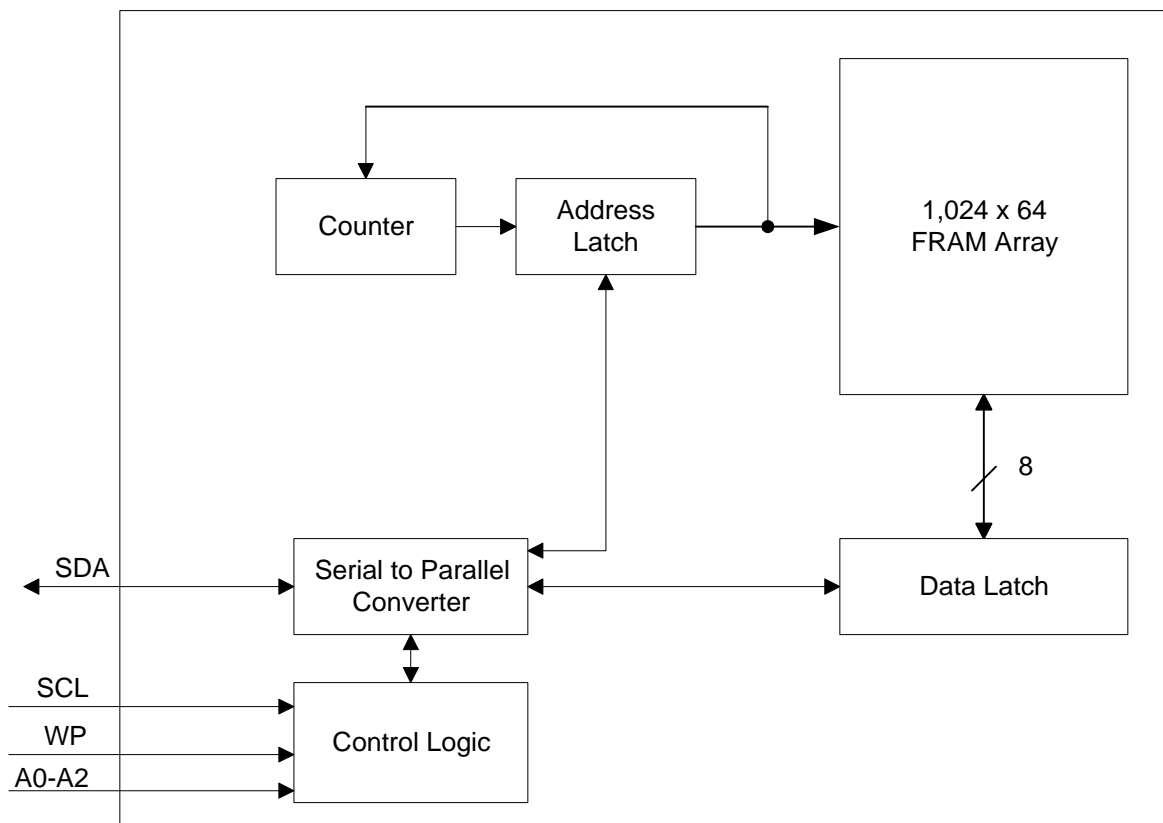 Counter
Address
Latch
1,024 x 64
FRAM Array
8
SDA
Serial to Parallel
Converter
Data Latch
SCL
WP
A0-A2
Control Logic